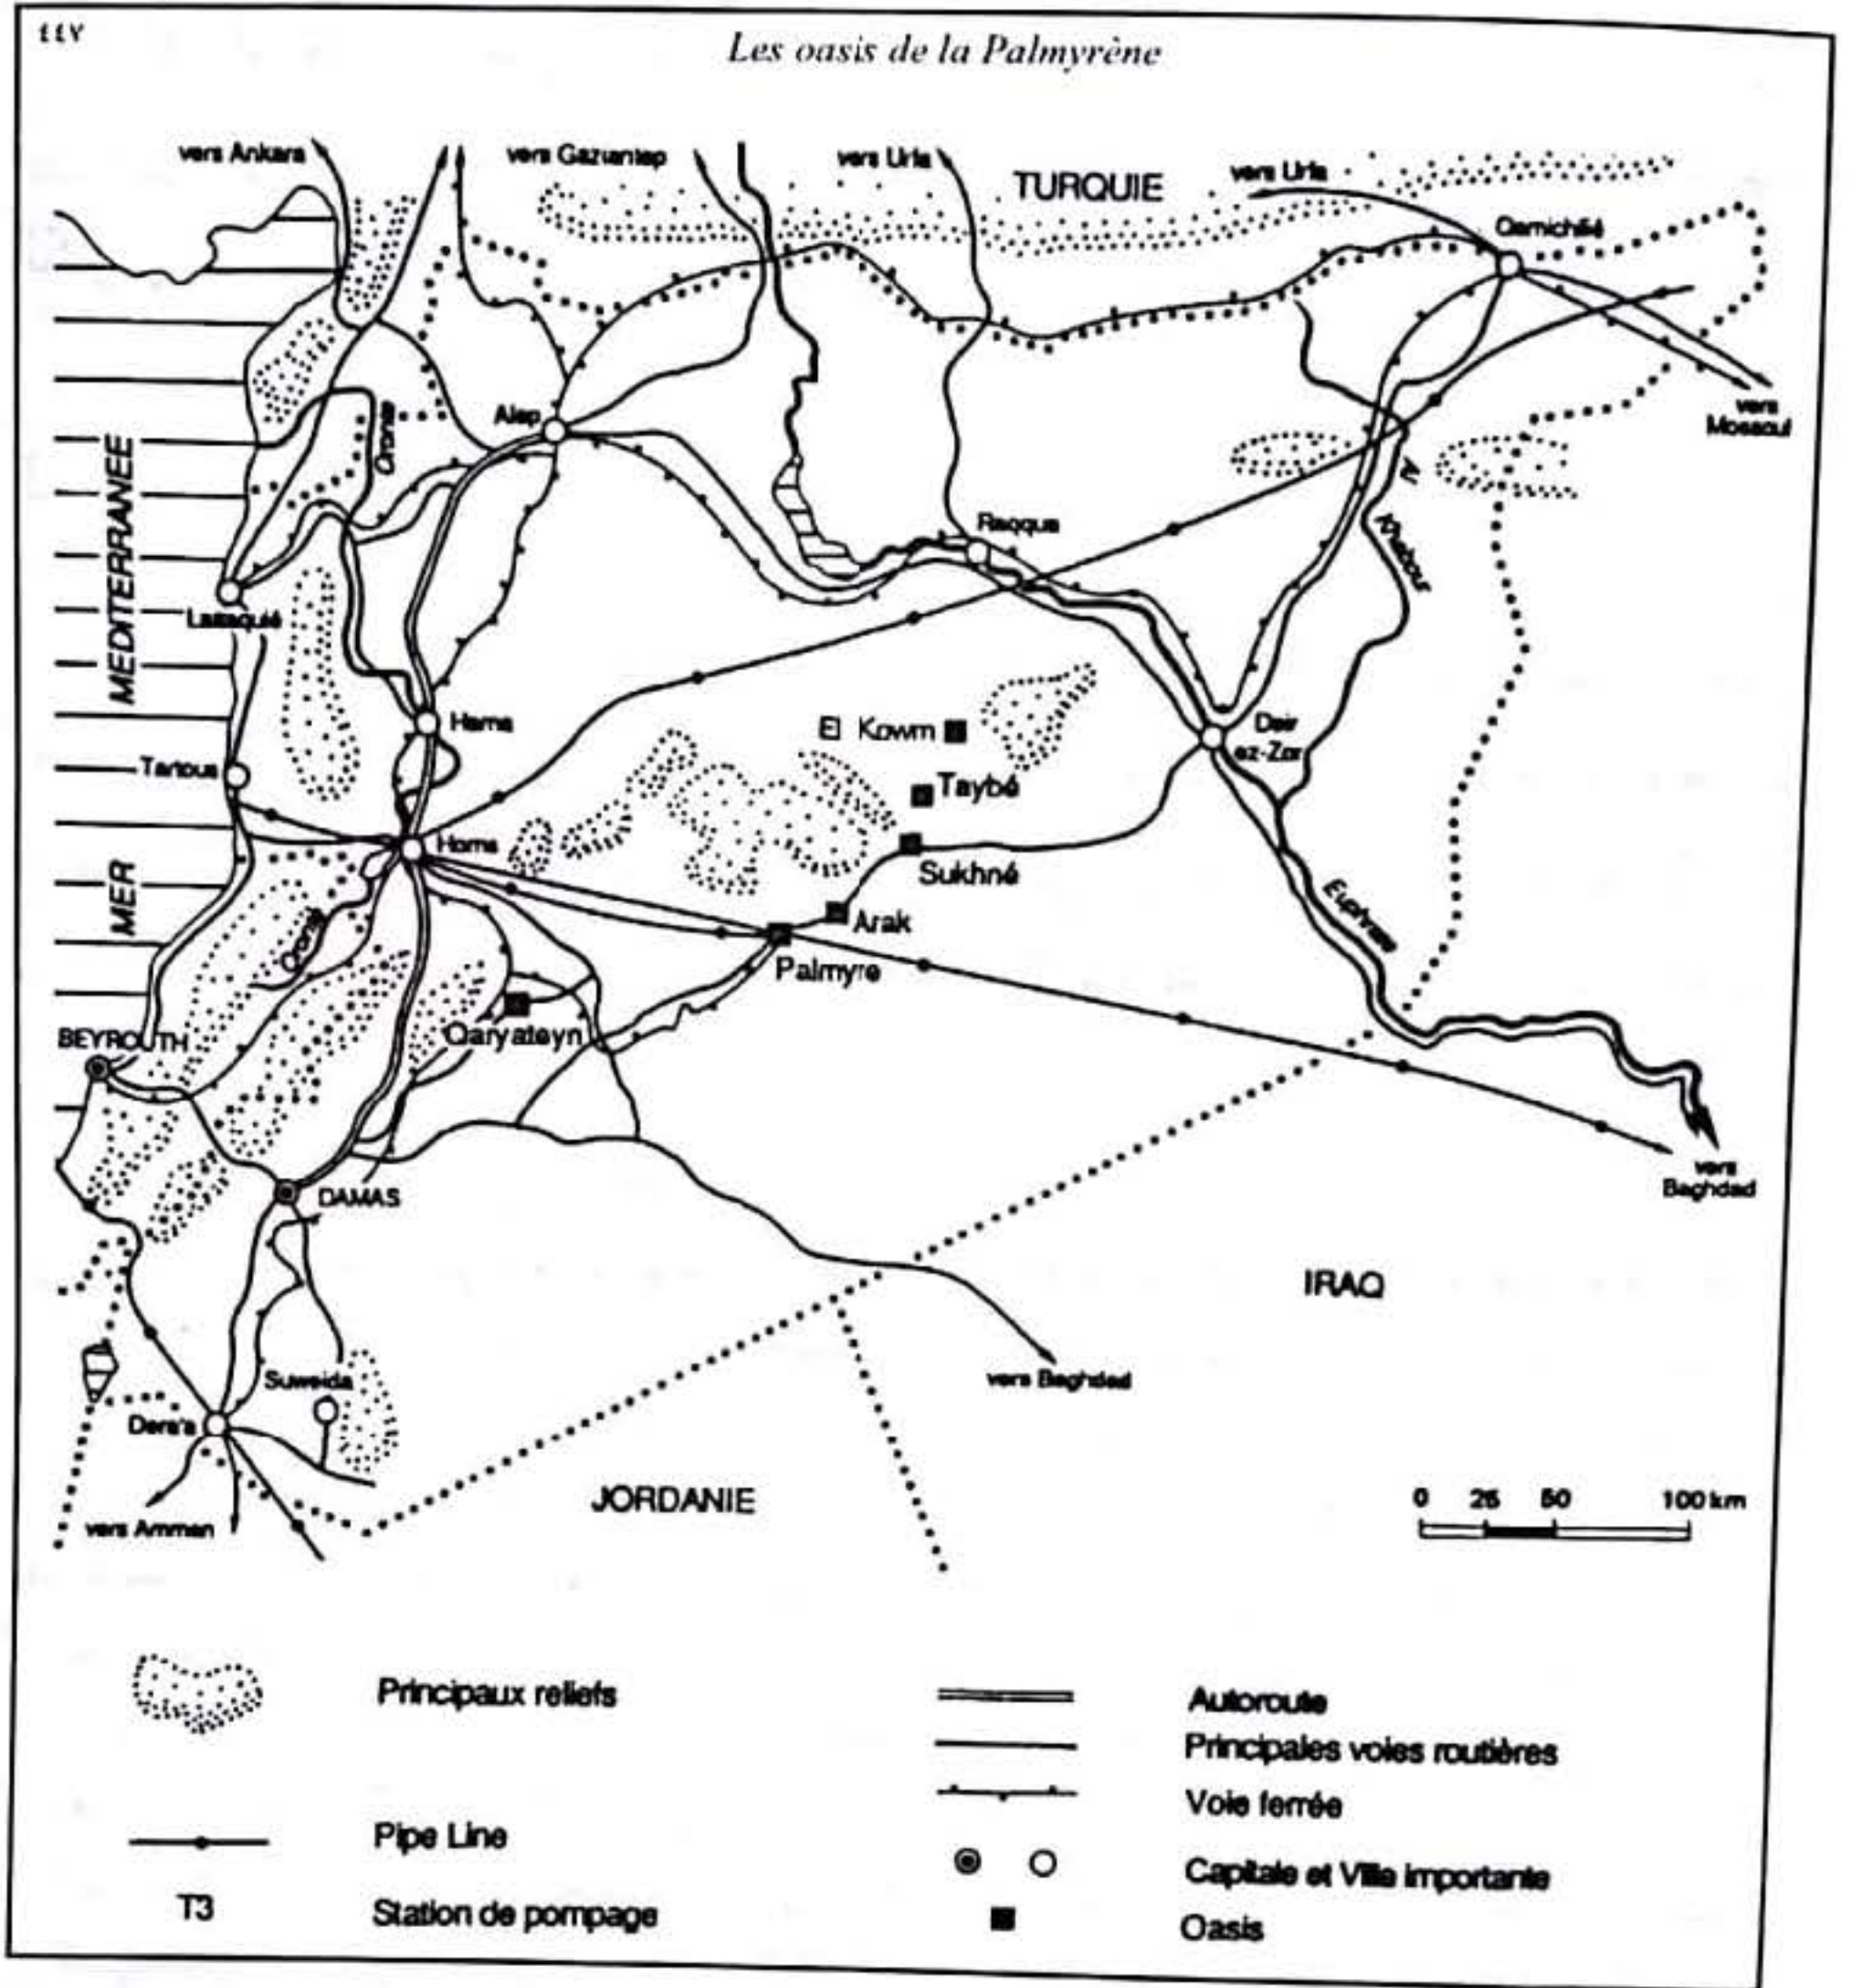 ٤٤٧
Les oasis de la Palmyrène
vers Ankara
vers Gaziantep
vers Urfa
TURQUIE
vers Urfa
Qamichlié
vers
Mossoul
Alep
Oronte
MER MEDITERRANEE
Raqqua
Al Khabour
Lattaquié
Hama
E
Kowm
Deir
ez-Zor
Taybé
Tartous
Homs
Sukhné
Euphrate
Arak
Oronte
Palmyre
Qaryateyn
BEYROUTH
vers
Baghdad
DAMAS
IRAQ
vers Baghdad
Suweida
Dera'a
JORDANIE
vers Amman
0 25 50 100 km
Principaux reliefs
Autoroute
Principales voies routières
Voie ferrée
Pipe Line
Capitale et Ville importante
T3
Station de pompage
Oasis